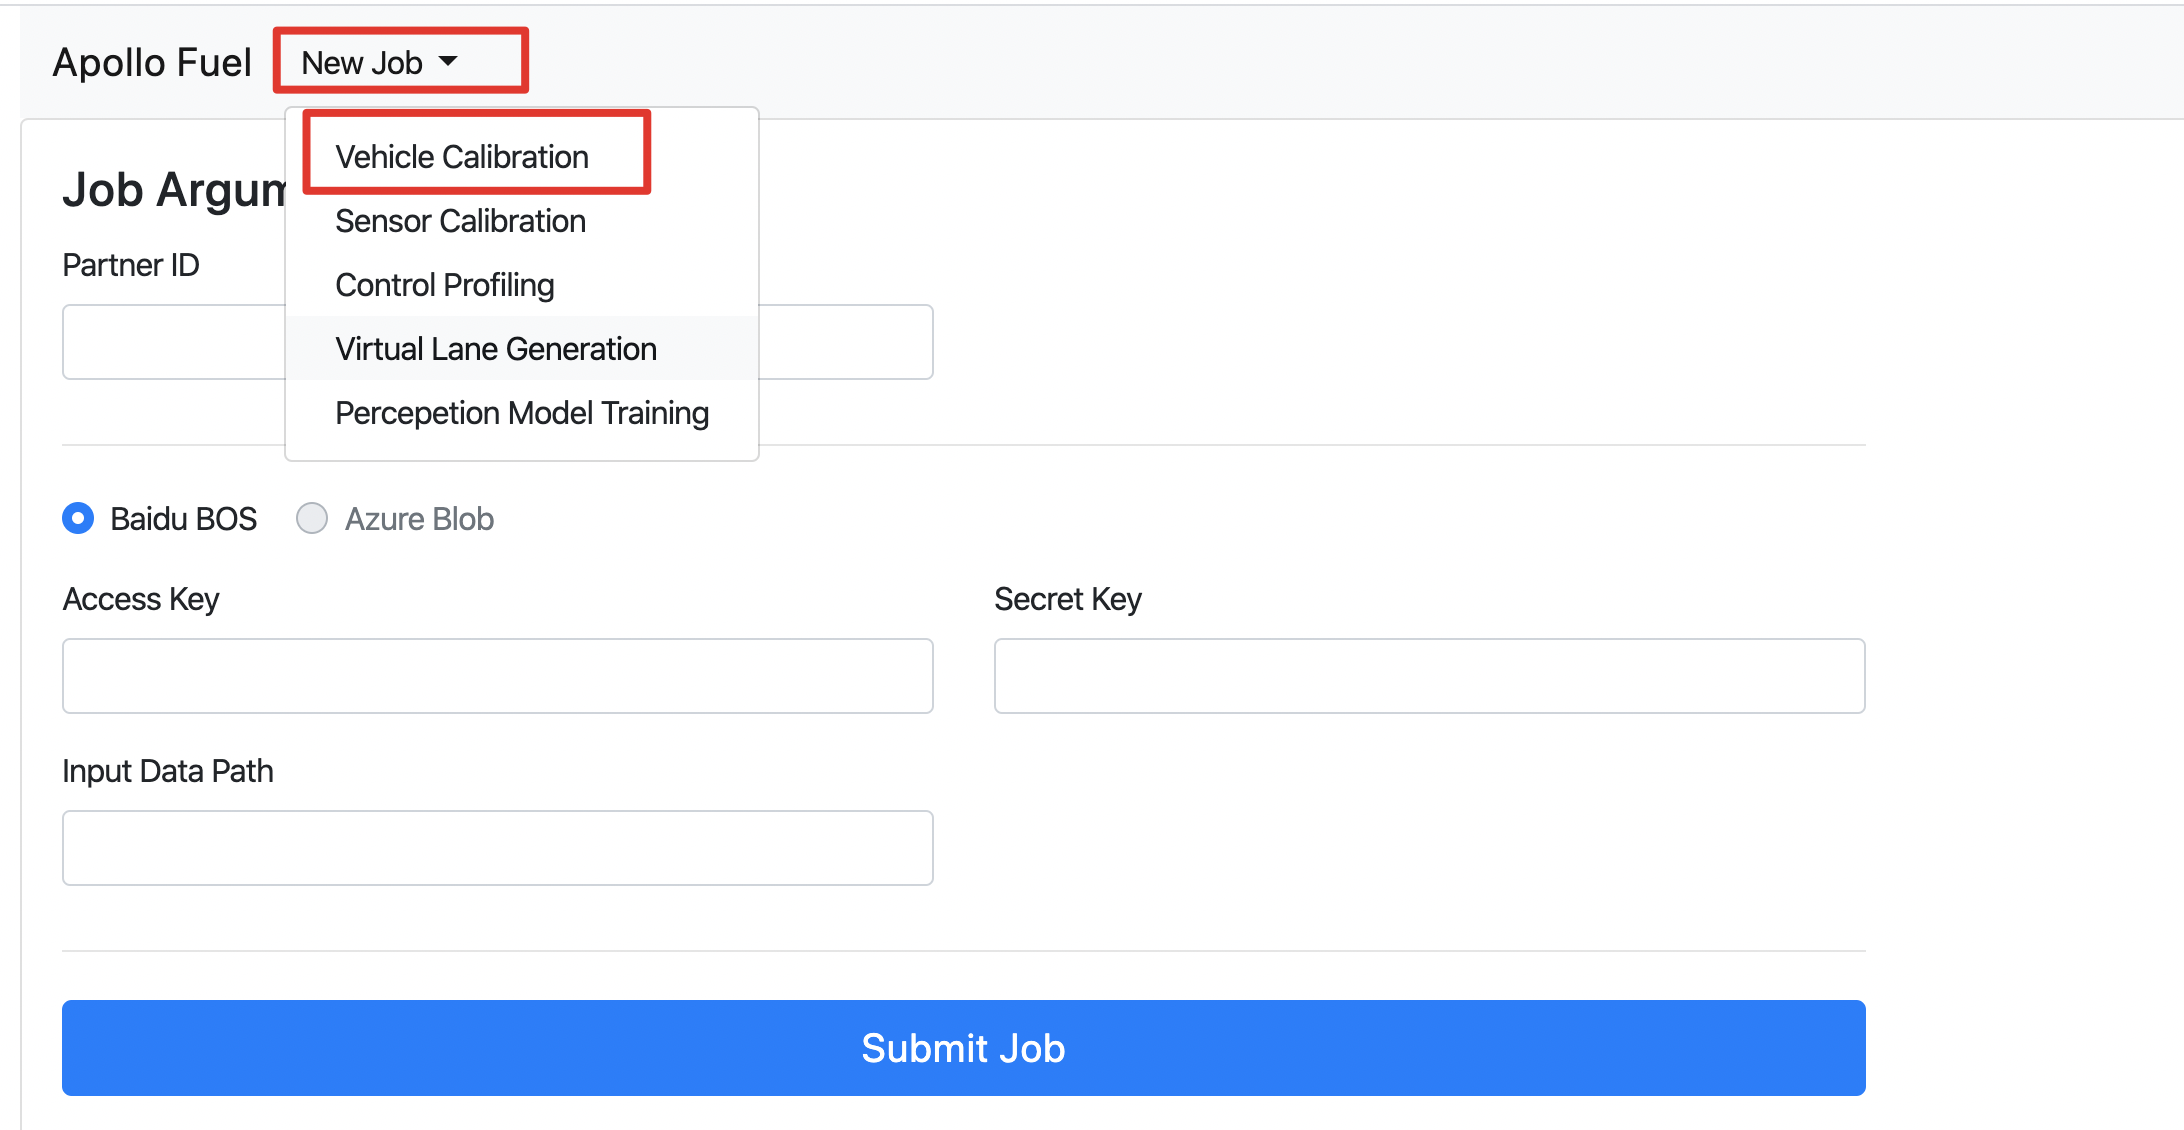 Apollo Fuel New Job
Vehicle Calibration
Sensor Calibration
Control Profiling
Virtual Lane Generation
Percepetion Model Training
Job Argum
Partner ID
Baidu BOS Azure Blob
Access Key Secret Key
Input Data Path
Submit Job